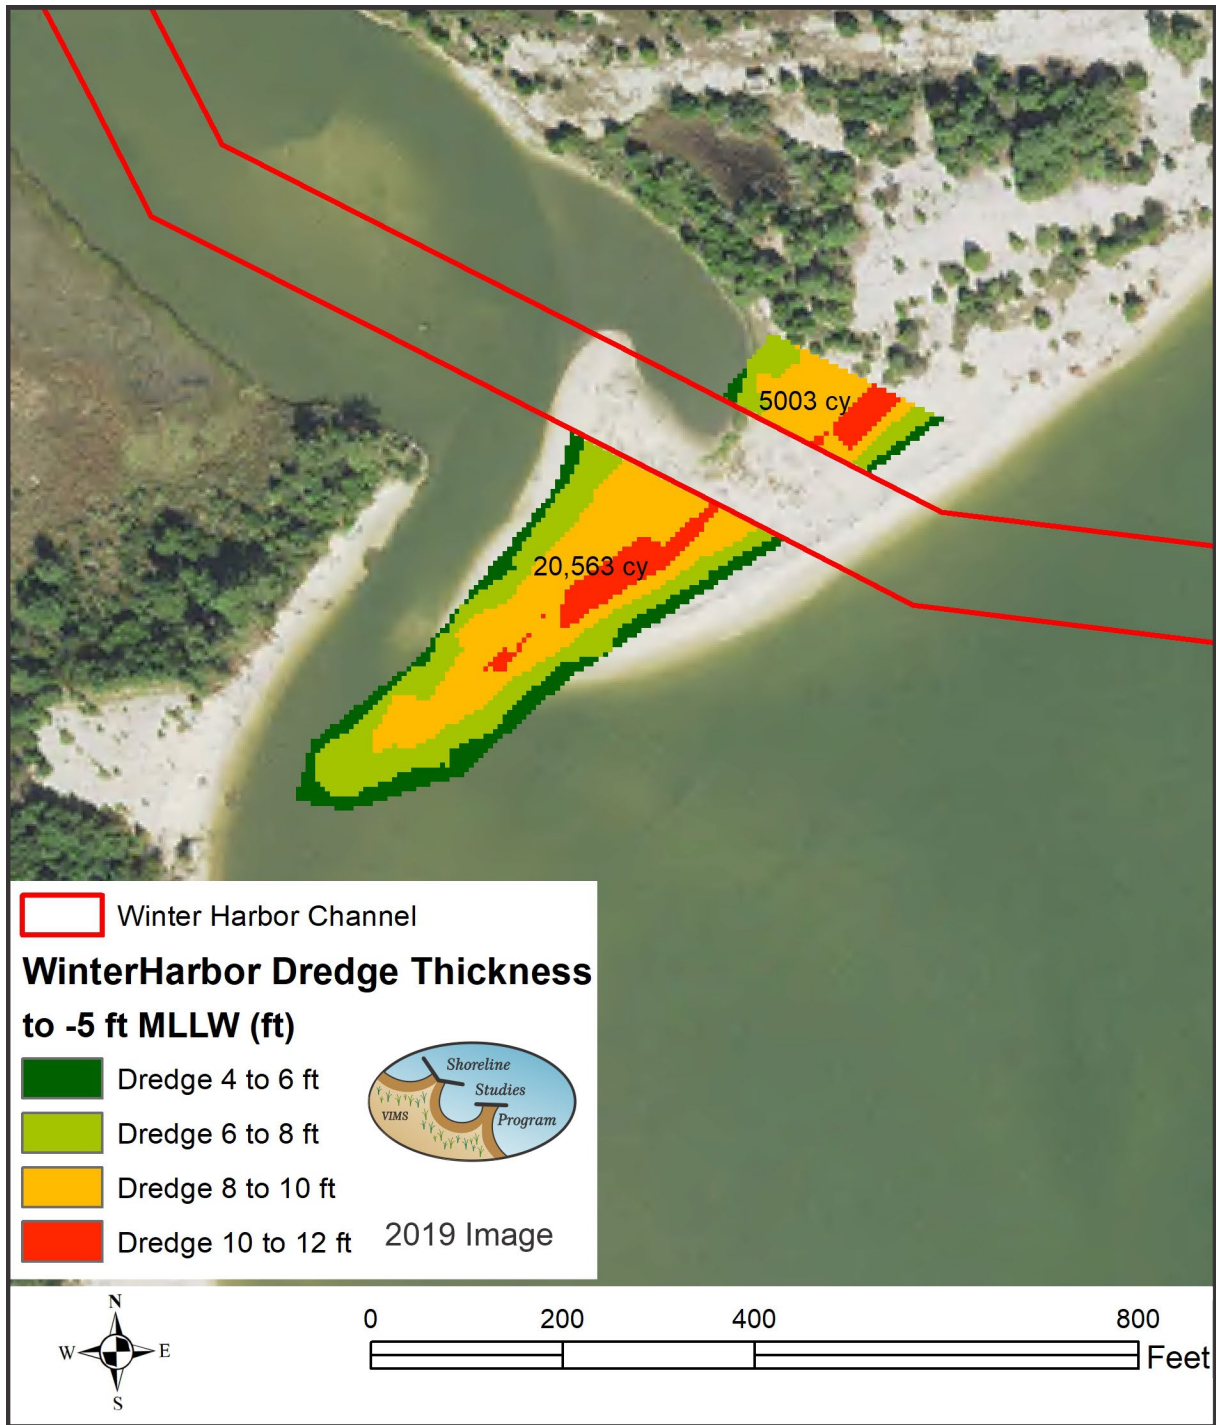 5003 cy
20,563 cy
Winter Harbor Channel
WinterHarbor Dredge Thickness
to -5 ft MLLW (ft)
Dredge 4 to 6 ft
Dredge 6 to 8 ft
Dredge 8 to 10 ft
Dredge 10 to 12 ft
Shoreline
Studies
VIMS
Program
2019 Image
N
W E
S
0 200 400 800
Feet